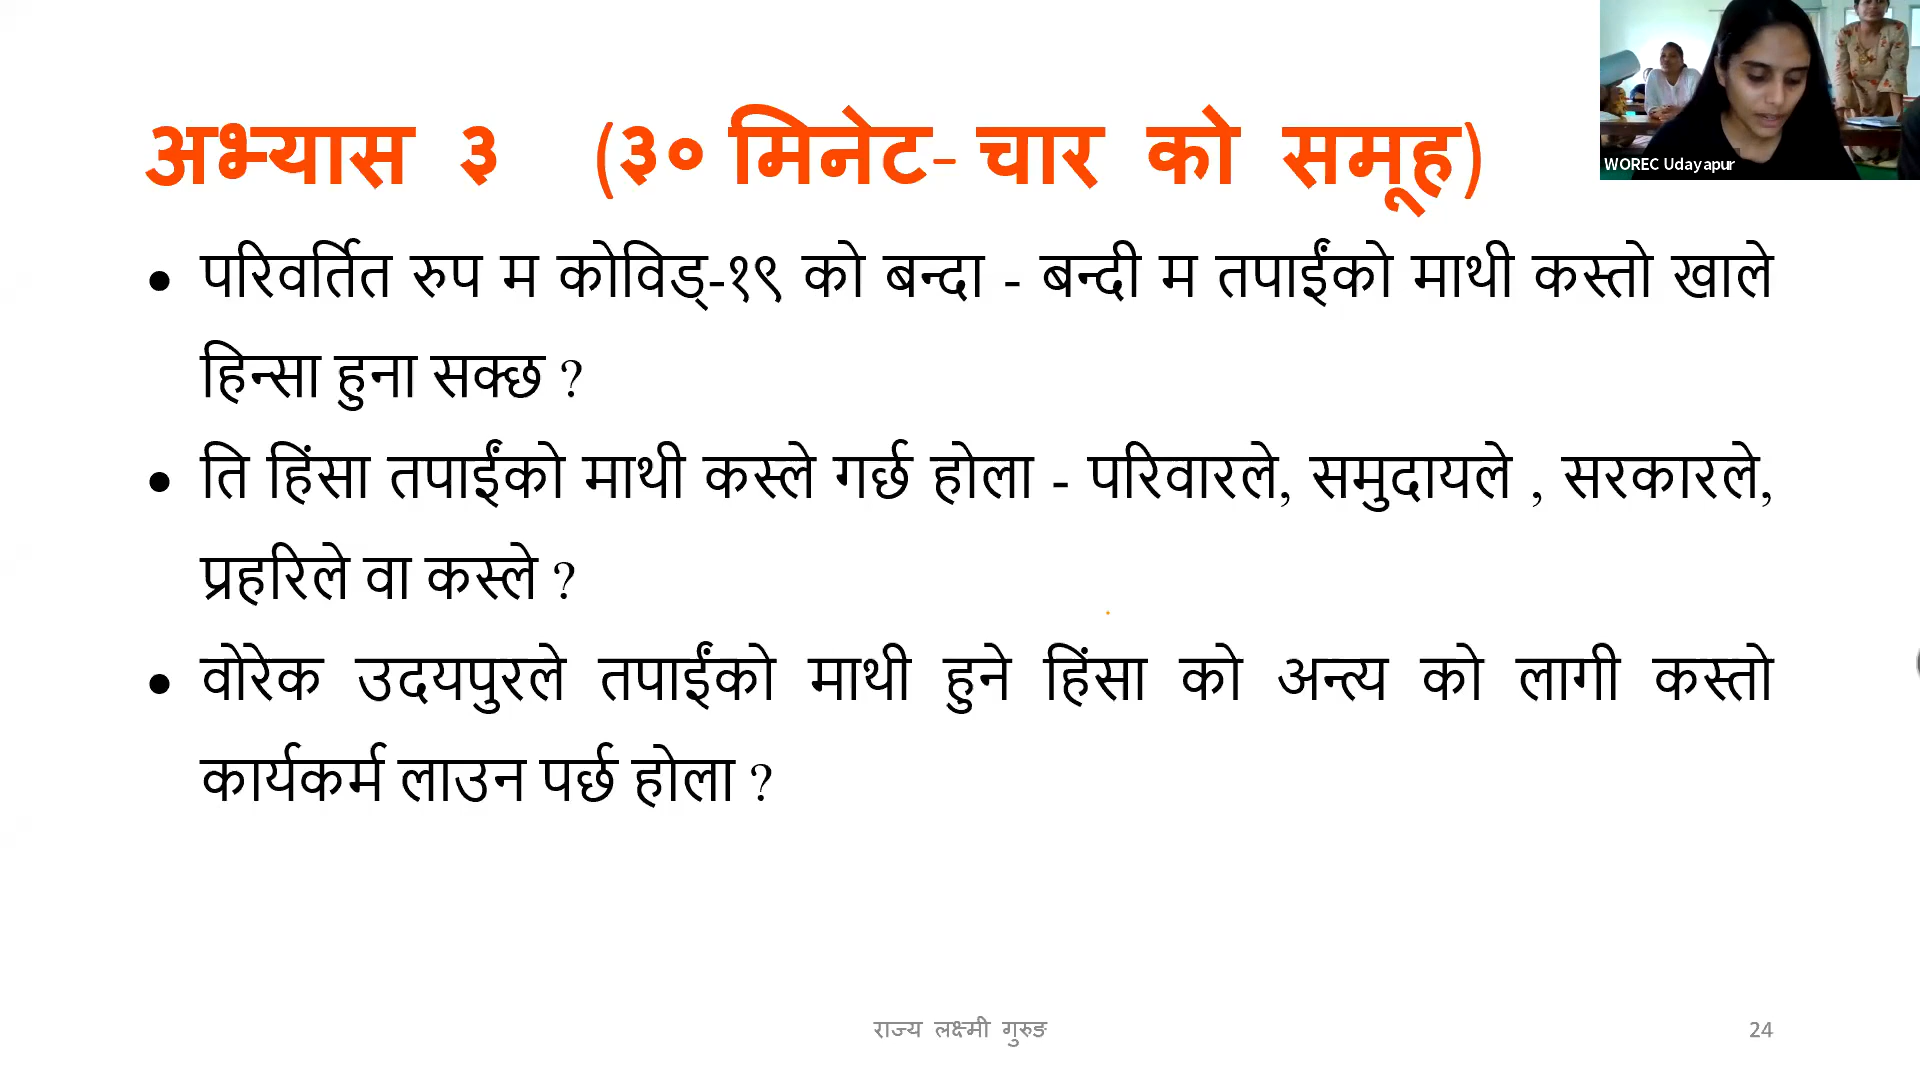 अभ्यास ३ (३० मिनेट- चार को समूह)
WOREC Udayapur
• परिवर्तित रुप म कोविड्-१९ को बन्दा - बन्दी म तपाईंको माथी कस्तो खाले
हिन्सा हुना सक्छ ?
• ति हिंसा तपाईंको माथी कस्ले गर्छ होला - परिवारले, समुदायले , सरकारले,
प्रहरिले वा कस्ले ?
• वोरेक उदयपुरले तपाईंको माथी हुने हिंसा को अन्त्य को लागी कस्तो
कार्यकर्म लाउन पर्छ होला ?
राज्य लक्ष्मी गुरुङ
24